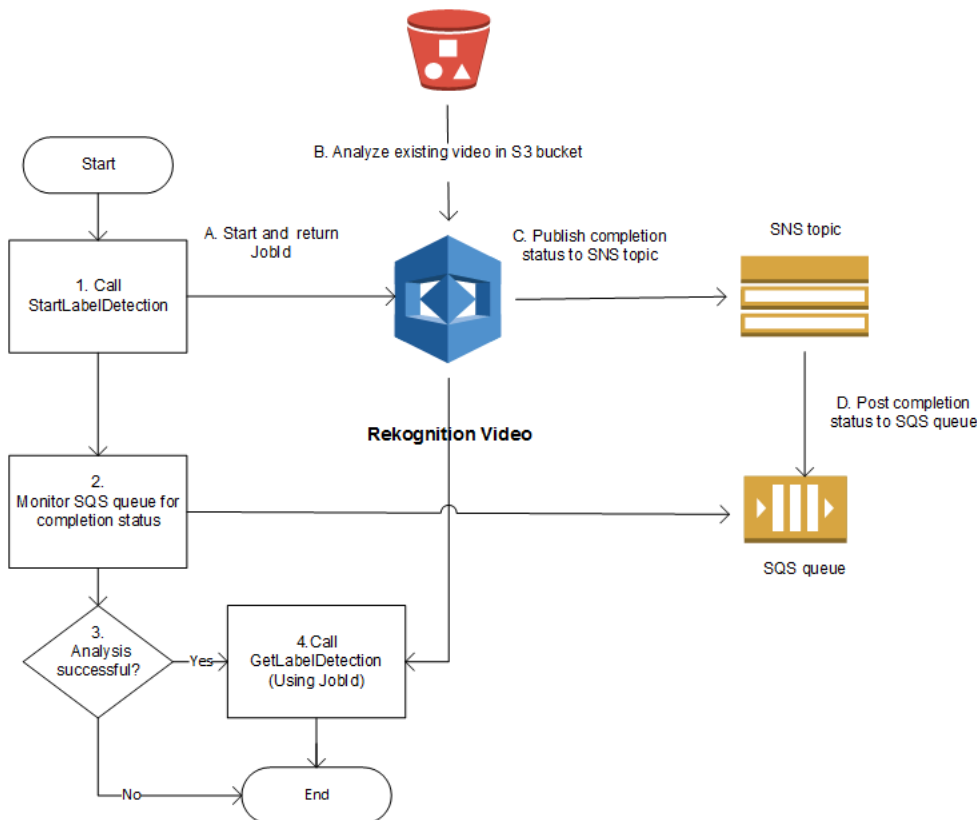 B. Analyze existing video in S3 bucket
Start
A. Start and return
JobId
C. Publish completion
status to SNS topic
SNS topic
1. Call
StartLabelDetection
D. Post completion
status to SQS queue
Rekognition Video
2.
Monitor SQS queue for
completion status
SQS queue
3.
Analysis
successful?
Yes
4.Call
GetLabelDetection
(Using JobId)
No
End